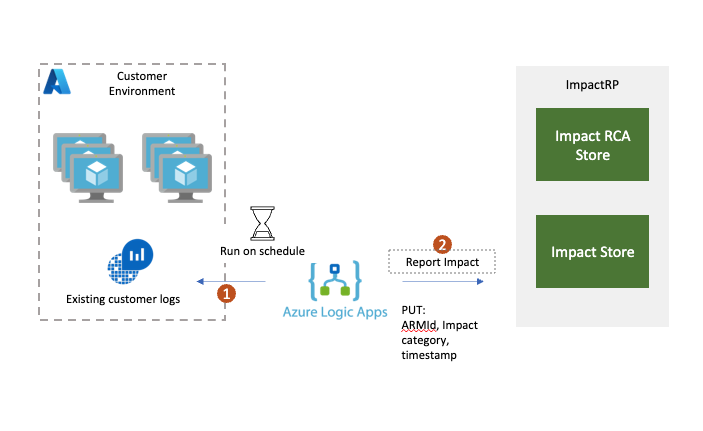 Customer
Environment
ImpactRP
Impact RCA
Store
Run on schedule
2
Report Impact
Impact Store
Existing customer logs
1
Azure Logic Apps
PUT:
ARMId, Impact
category,
timestamp